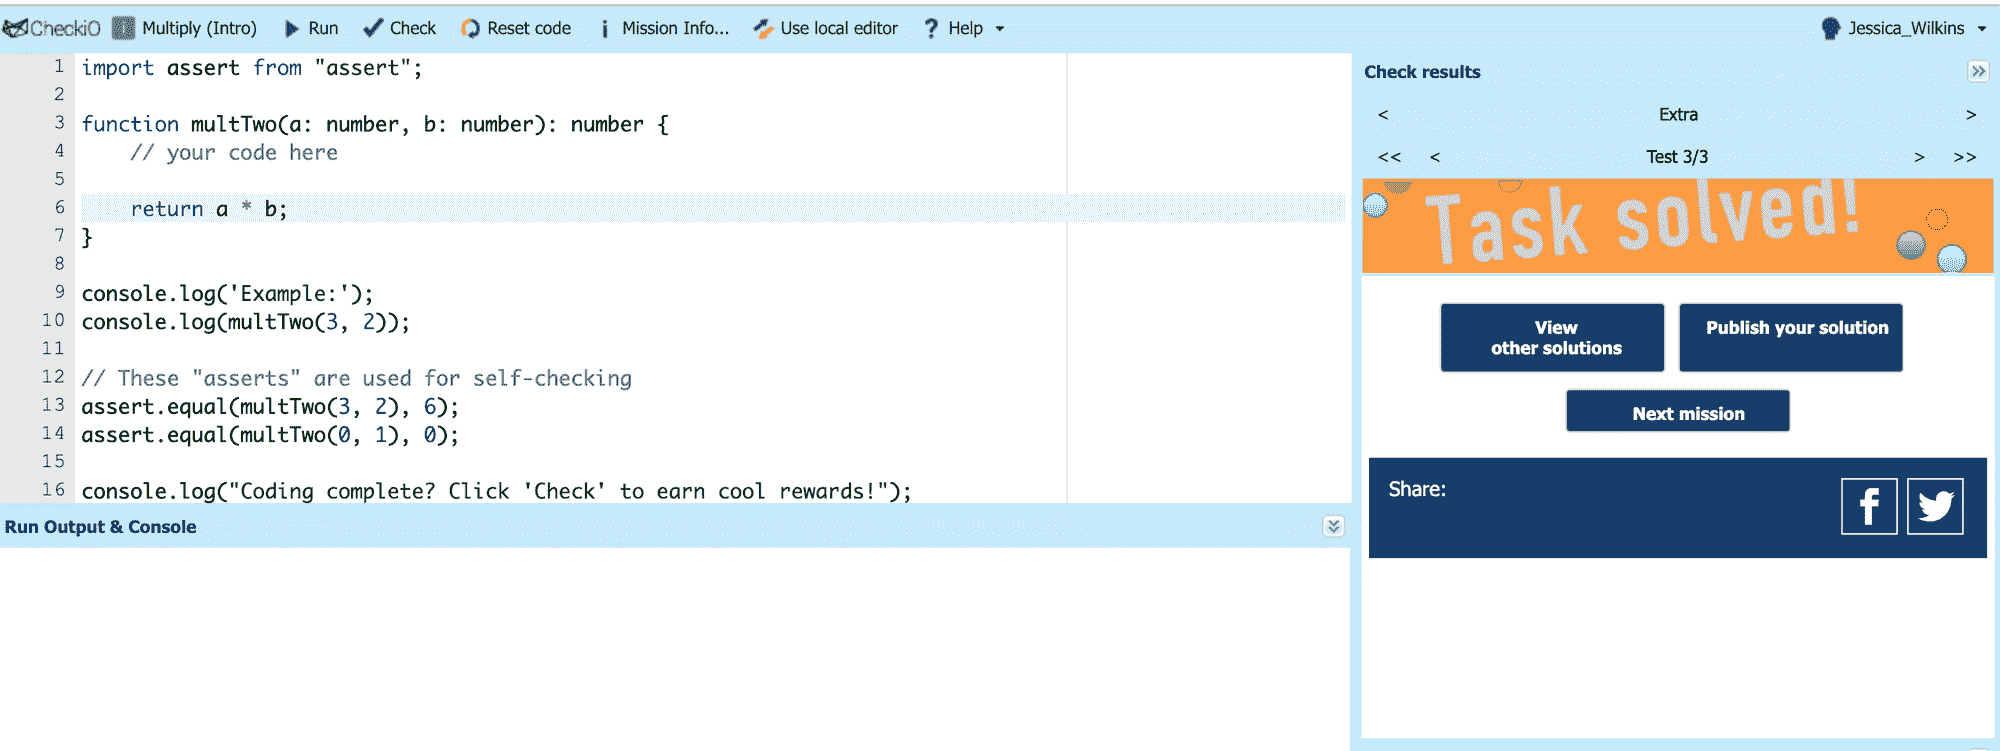 CheckiO Multiply (Intro) Run Check Reset code i Mission Info... Use local editor ? Help Jessica_Wilkins
1 import assert from "assert";
2
3 function multTwo(a: number, b: number): number {
4 // your code here
5
6 return a * b;
7 }
8
9 console.log('Example:');
10 console.log(multTwo(3, 2));
11
12 // These "asserts" are used for self-checking
13 assert.equal(multTwo(3, 2), 6);
14 assert.equal(multTwo(0, 1), 0);
15
16 console.log("Coding complete? Click 'Check' to earn cool rewards!");
Run Output & Console
Check results
< Extra >
<< < Test 3/3 > >>
Task solved!
View
other solutions
Publish your solution
Next mission
Share: